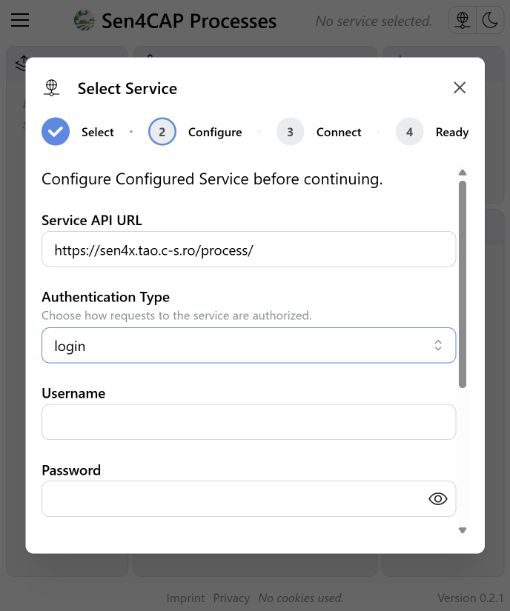 Sen4CAP Processes
No service selected.
Select Service
Select
2
Configure
3
Connect
4
Ready
Configure Configured Service before continuing.
Service API URL
https://sen4x.tao.c-s.ro/process/
Authentication Type
Choose how requests to the service are authorized.
login
Username
Password
Imprint
Privacy
No cookies used.
Version 0.2.1